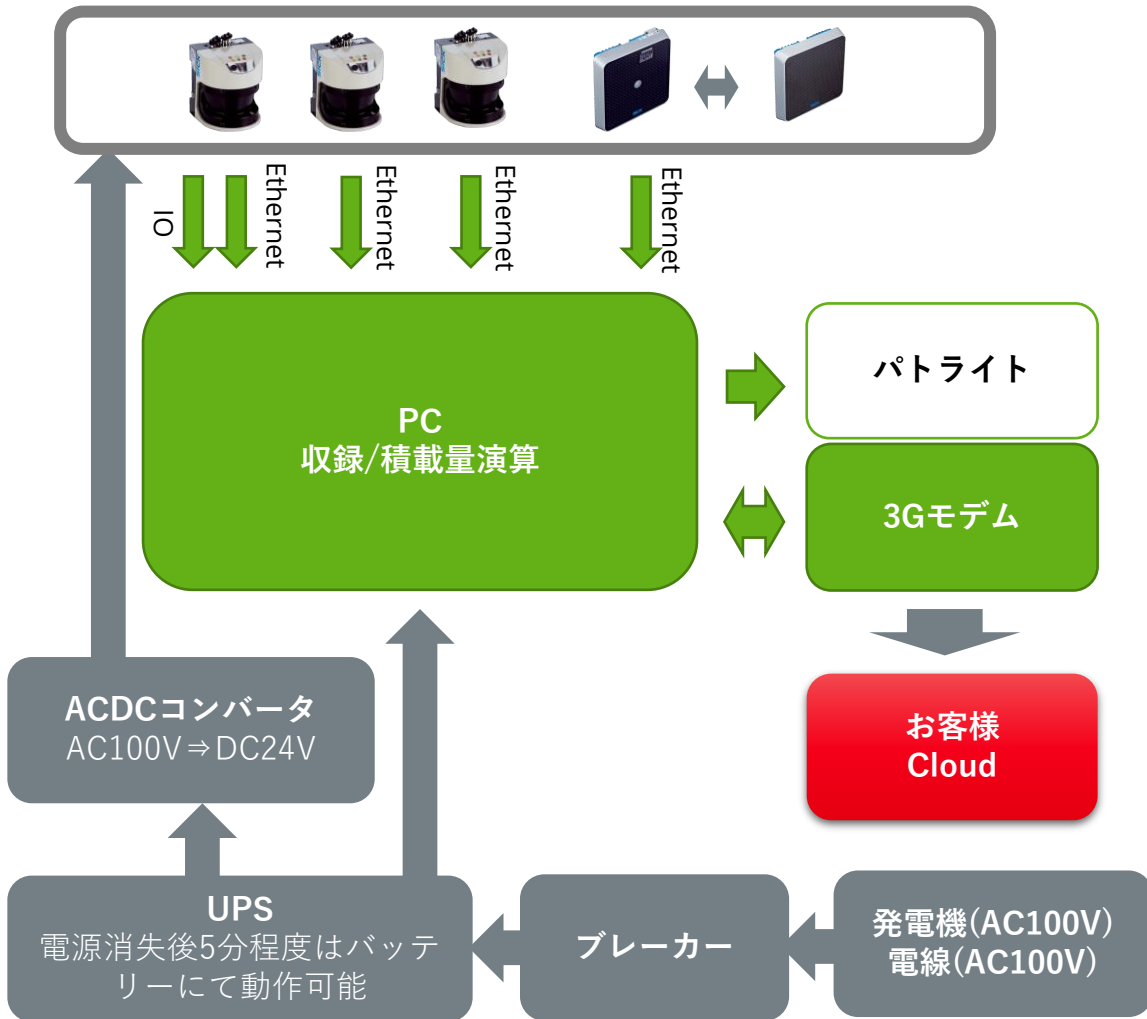 IO
Ethernet
Ethernet
Ethernet
Ethernet
PC
収録/積載量演算
パトライト
3Gモデム
ACDCコンバータ
AC100V⇒DC24V
お客様
Cloud
UPS
電源消失後5分程度はバッテ
リーにて動作可能
ブレーカー
発電機(AC100V)
電線(AC100V)